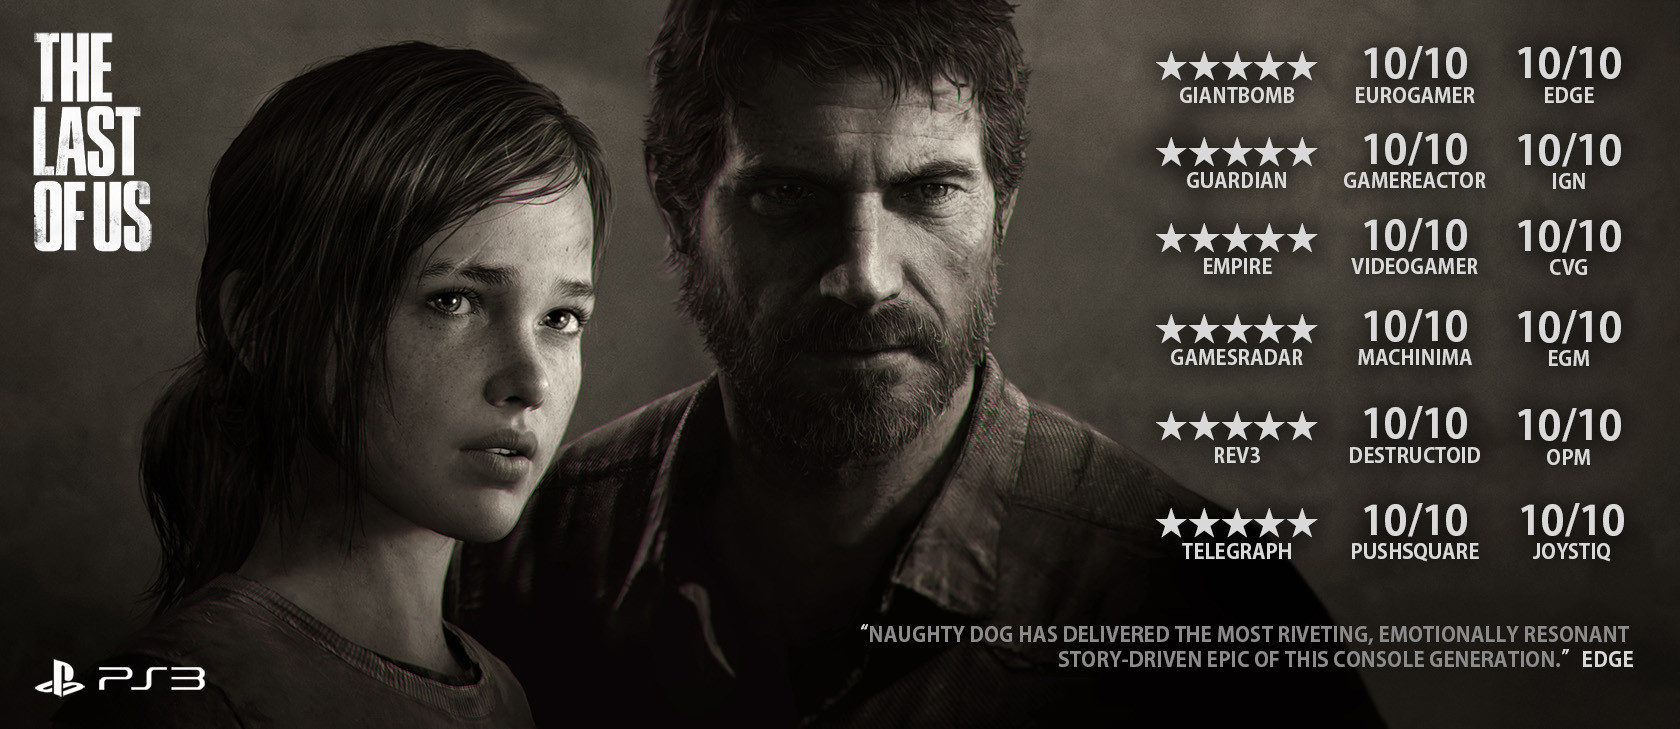 THE
LAST
OF US
★★★★★ 10/10 10/10
GIANTBOMB EUROGAMER EDGE
★★★★★ 10/10 10/10
GUARDIAN GAMEREACTOR IGN
★★★★★ 10/10 10/10
EMPIRE VIDEOGAMER CVG
★★★★★ 10/10 10/10
GAMESRADAR MACHINIMA EGM
★★★★★ 10/10 10/10
REV3 DESTRUCTOID OPM
★★★★★ 10/10 10/10
TELEGRAPH PUSHSQUARE JOYSTIQ
“NAUGHTY DOG HAS DELIVERED THE MOST RIVETING, EMOTIONALLY RESONANT
STORY-DRIVEN EPIC OF THIS CONSOLE GENERATION.” EDGE
PS3